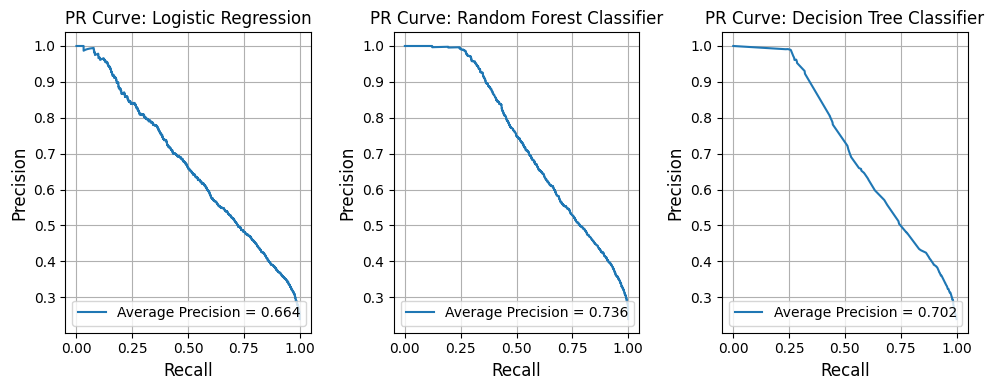 PR Curve: Logistic Regression
Precision
1.0
0.9
0.8
0.7
0.6
0.5
0.4
0.3
Average Precision = 0.664
0.00 0.25 0.50 0.75 1.00
Recall
PR Curve: Random Forest Classifier
Precision
1.0
0.9
0.8
0.7
0.6
0.5
0.4
0.3
Average Precision = 0.736
0.00 0.25 0.50 0.75 1.00
Recall
PR Curve: Decision Tree Classifier
Precision
1.0
0.9
0.8
0.7
0.6
0.5
0.4
0.3
Average Precision = 0.702
0.00 0.25 0.50 0.75 1.00
Recall